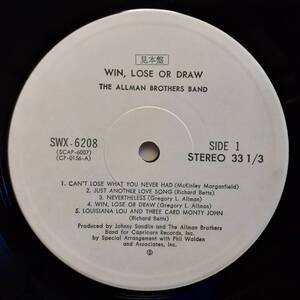 見本盤
WIN, LOSE OR DRAW
THE ALLMAN BROTHERS BAND
SWX-6208
(SCAP-6007)
(CP-0156-A)
SIDE 1
STEREO 33 1/3
1. CAN'T LOSE WHAT YOU NEVER HAD (McKinley Morganfield)
2. JUST ANOTHER LOVE SONG (Richard Betts)
3. NEVERTHELESS (Gregory L. Allman)
4. WIN, LOSE OR DRAW (Gregory L. Allman)
5. LOUISIANA LOU AND THREE CARD MONTY JOHN
(Richard Betts)
Produced by Johnny Sandlin and The Allman Brothers
Band for Capricorn Records, Inc.
by Special Arrangement with Phil Walden
and Associates, Inc.